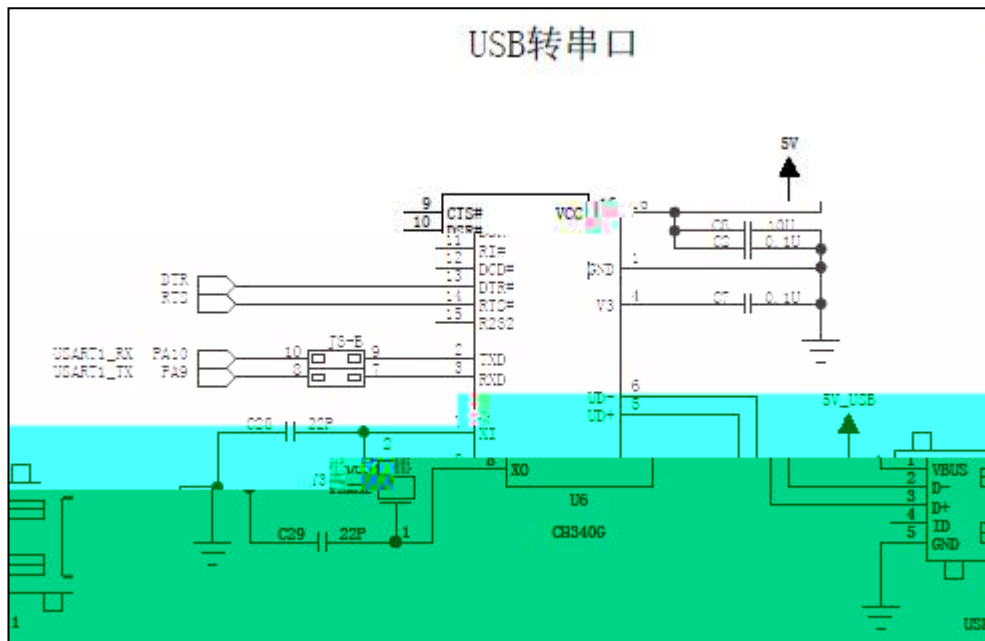 USB转串口
5V
9 CTS#
10 DSR#
11 RI#
12 DCD#
DTR 13 DTR#
RTS 14 RTS#
15 R232
VCC
C2 0.1U
1 GND
4 V3 C7 0.1U
USART1_RX PA10 10 9 2 TXD
USART1_TX PA9 8 7 3 RXD
6 UD-
5 UD+
5V_USB
C28 22P XI
2
8 XO
1 VBUS
2 D-
3 D+
4 ID
5 GND
U6
CH340G
C29 22P 1
1